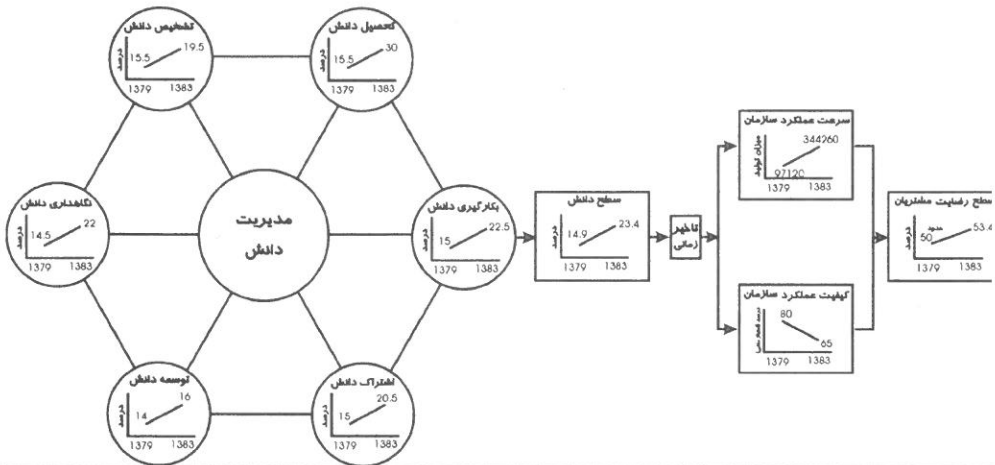 تشخیص دانش
درصد
15.5
19.5
1379 1383
تحصیل دانش
درصد
15.5
30
1379 1383
نگاهداری دانش
درصد
14.5
22
1379 1383
مدیریت
دانش
بکارگیری دانش
درصد
15
22.5
1379 1383
توسعه دانش
درصد
14
16
1379 1383
اشتراک دانش
درصد
15
20.5
1379 1383
سطح دانش
درصد
14.9
23.4
1379 1383
تاخیر
زمانی
سرعت عملکرد سازمان
میزان تولید
97120
344260
1379 1383
کیفیت عملکرد سازمان
80
65
1379 1383
سطح رضایت مشتریان
درصد
حدود
50
53.4
1379 1383